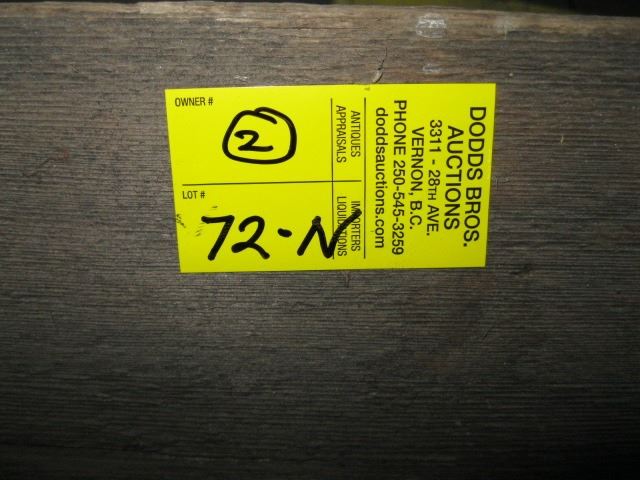 OWNER #
2
LOT #
72-N
ANTIQUES
APPRAISALS
IMPORTERS
LIQUIDATIONS
DODDS BROS.
AUCTIONS
3311 - 28TH AVE.
VERNON, B.C.
PHONE 250-545-3259
doddsauctions.com